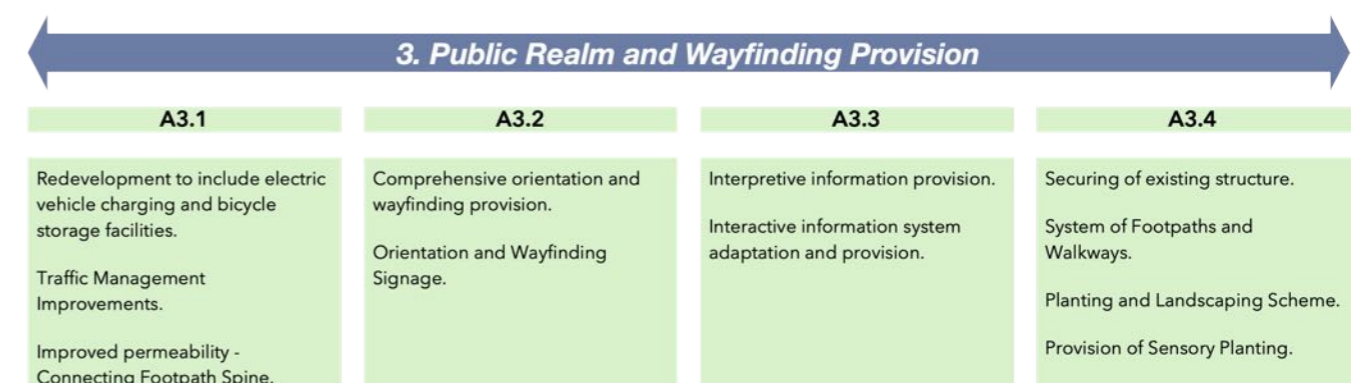 3. Public Realm and Wayfinding Provision
A3.1
Redevelopment to include electric
vehicle charging and bicycle
storage facilities.
Traffic Management
Improvements.
Improved permeability -
Connecting Footpath Spine.
A3.2
Comprehensive orientation and
wayfinding provision.
Orientation and Wayfinding
Signage.
A3.3
Interpretive information provision.
Interactive information system
adaptation and provision.
A3.4
Securing of existing structure.
System of Footpaths and
Walkways.
Planting and Landscaping Scheme.
Provision of Sensory Planting.